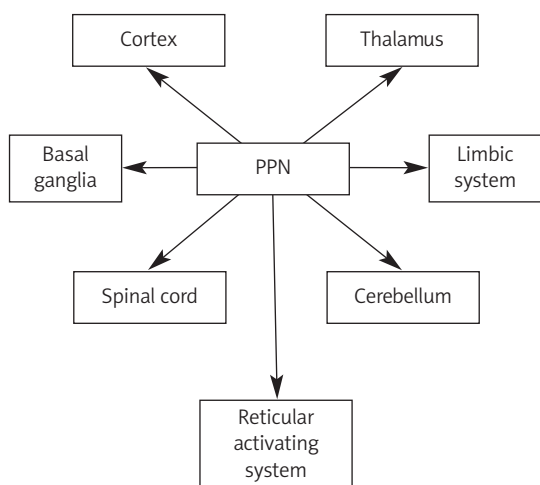 Cortex
Thalamus
Basal
ganglia
PPN
Limbic
system
Spinal cord
Cerebellum
Reticular
activating
system